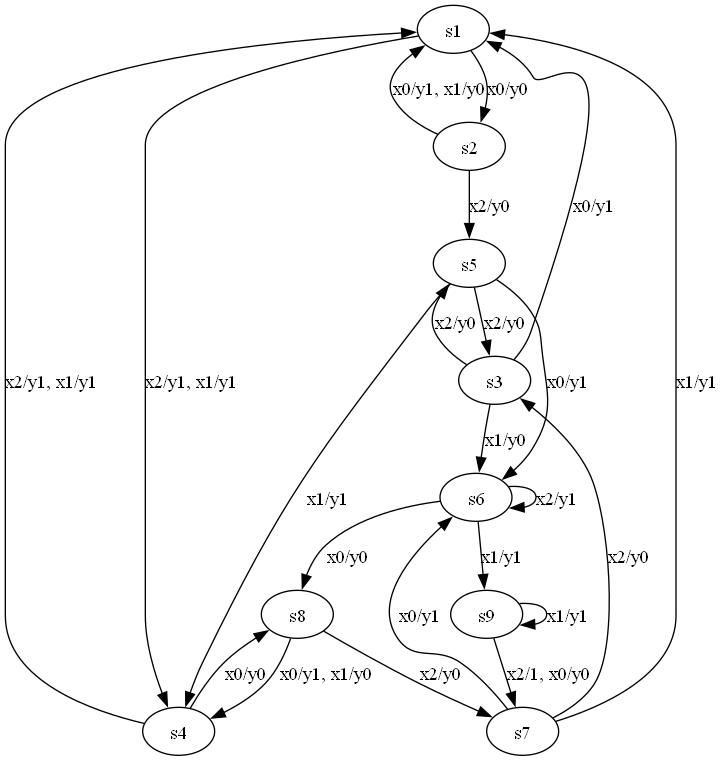 s1
x0/y1, x1/y0
x0/y0
s2
x2/y0
x0/y1
s5
x2/y0
x2/y0
s3
x2/y1, x1/y1
x2/y1, x1/y1
x0/y1
x1/y1
x1/y0
s6
x2/y1
x1/y1
x0/y0
x1/y1
x2/y0
s8
x0/y1
s9
x1/y1
x0/y0
x0/y1, x1/y0
x2/y0
x2/1, x0/y0
s4
s7